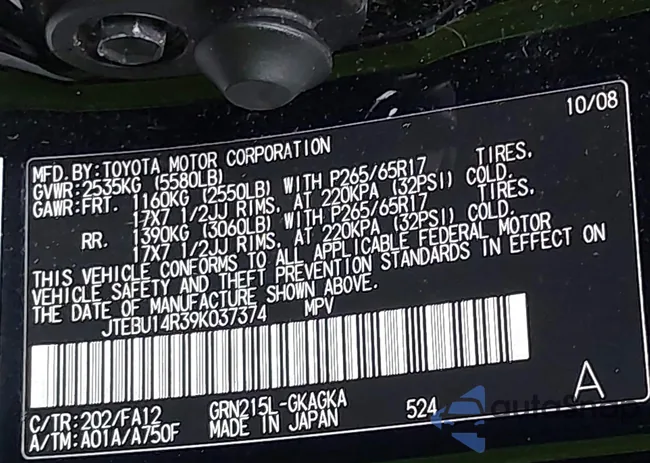 10/08
MFD.BY:TOYOTA MOTOR CORPORATION
GVWR:2535KG (5580LB)
GAWR:FRT. 1160KG (2550LB) WITH P265/65R17 TIRES,
17X7 1/2JJ RIMS, AT 220KPA (32PSI) COLD.
RR. 1390KG (3060LB) WITH P265/65R17 TIRES,
17X7 1/2JJ RIMS, AT 220KPA (32PSI) COLD.
THIS VEHICLE CONFORMS TO ALL APPLICABLE FEDERAL MOTOR
VEHICLE SAFETY AND THEFT PREVENTION STANDARDS IN EFFECT ON
THE DATE OF MANUFACTURE SHOWN ABOVE.
JTEBU14R39K037374 MPV
C/TR:202/FA12 GRN215L-GKAGKA 524 A
A/TM:A01A/A750F MADE IN JAPAN
autoSnap